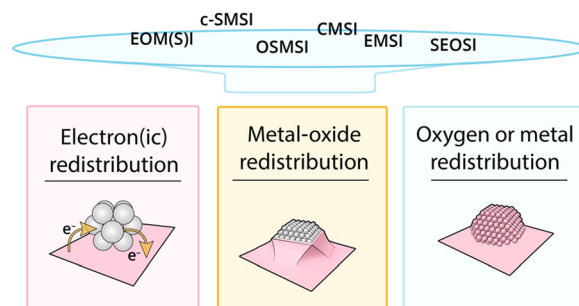 c-SMSI
EOM(S)I
OSMSI
CMSI
EMSI
SEOSI
Electron(ic)
redistribution
e-
e-
Metal-oxide
redistribution
Oxygen or metal
redistribution